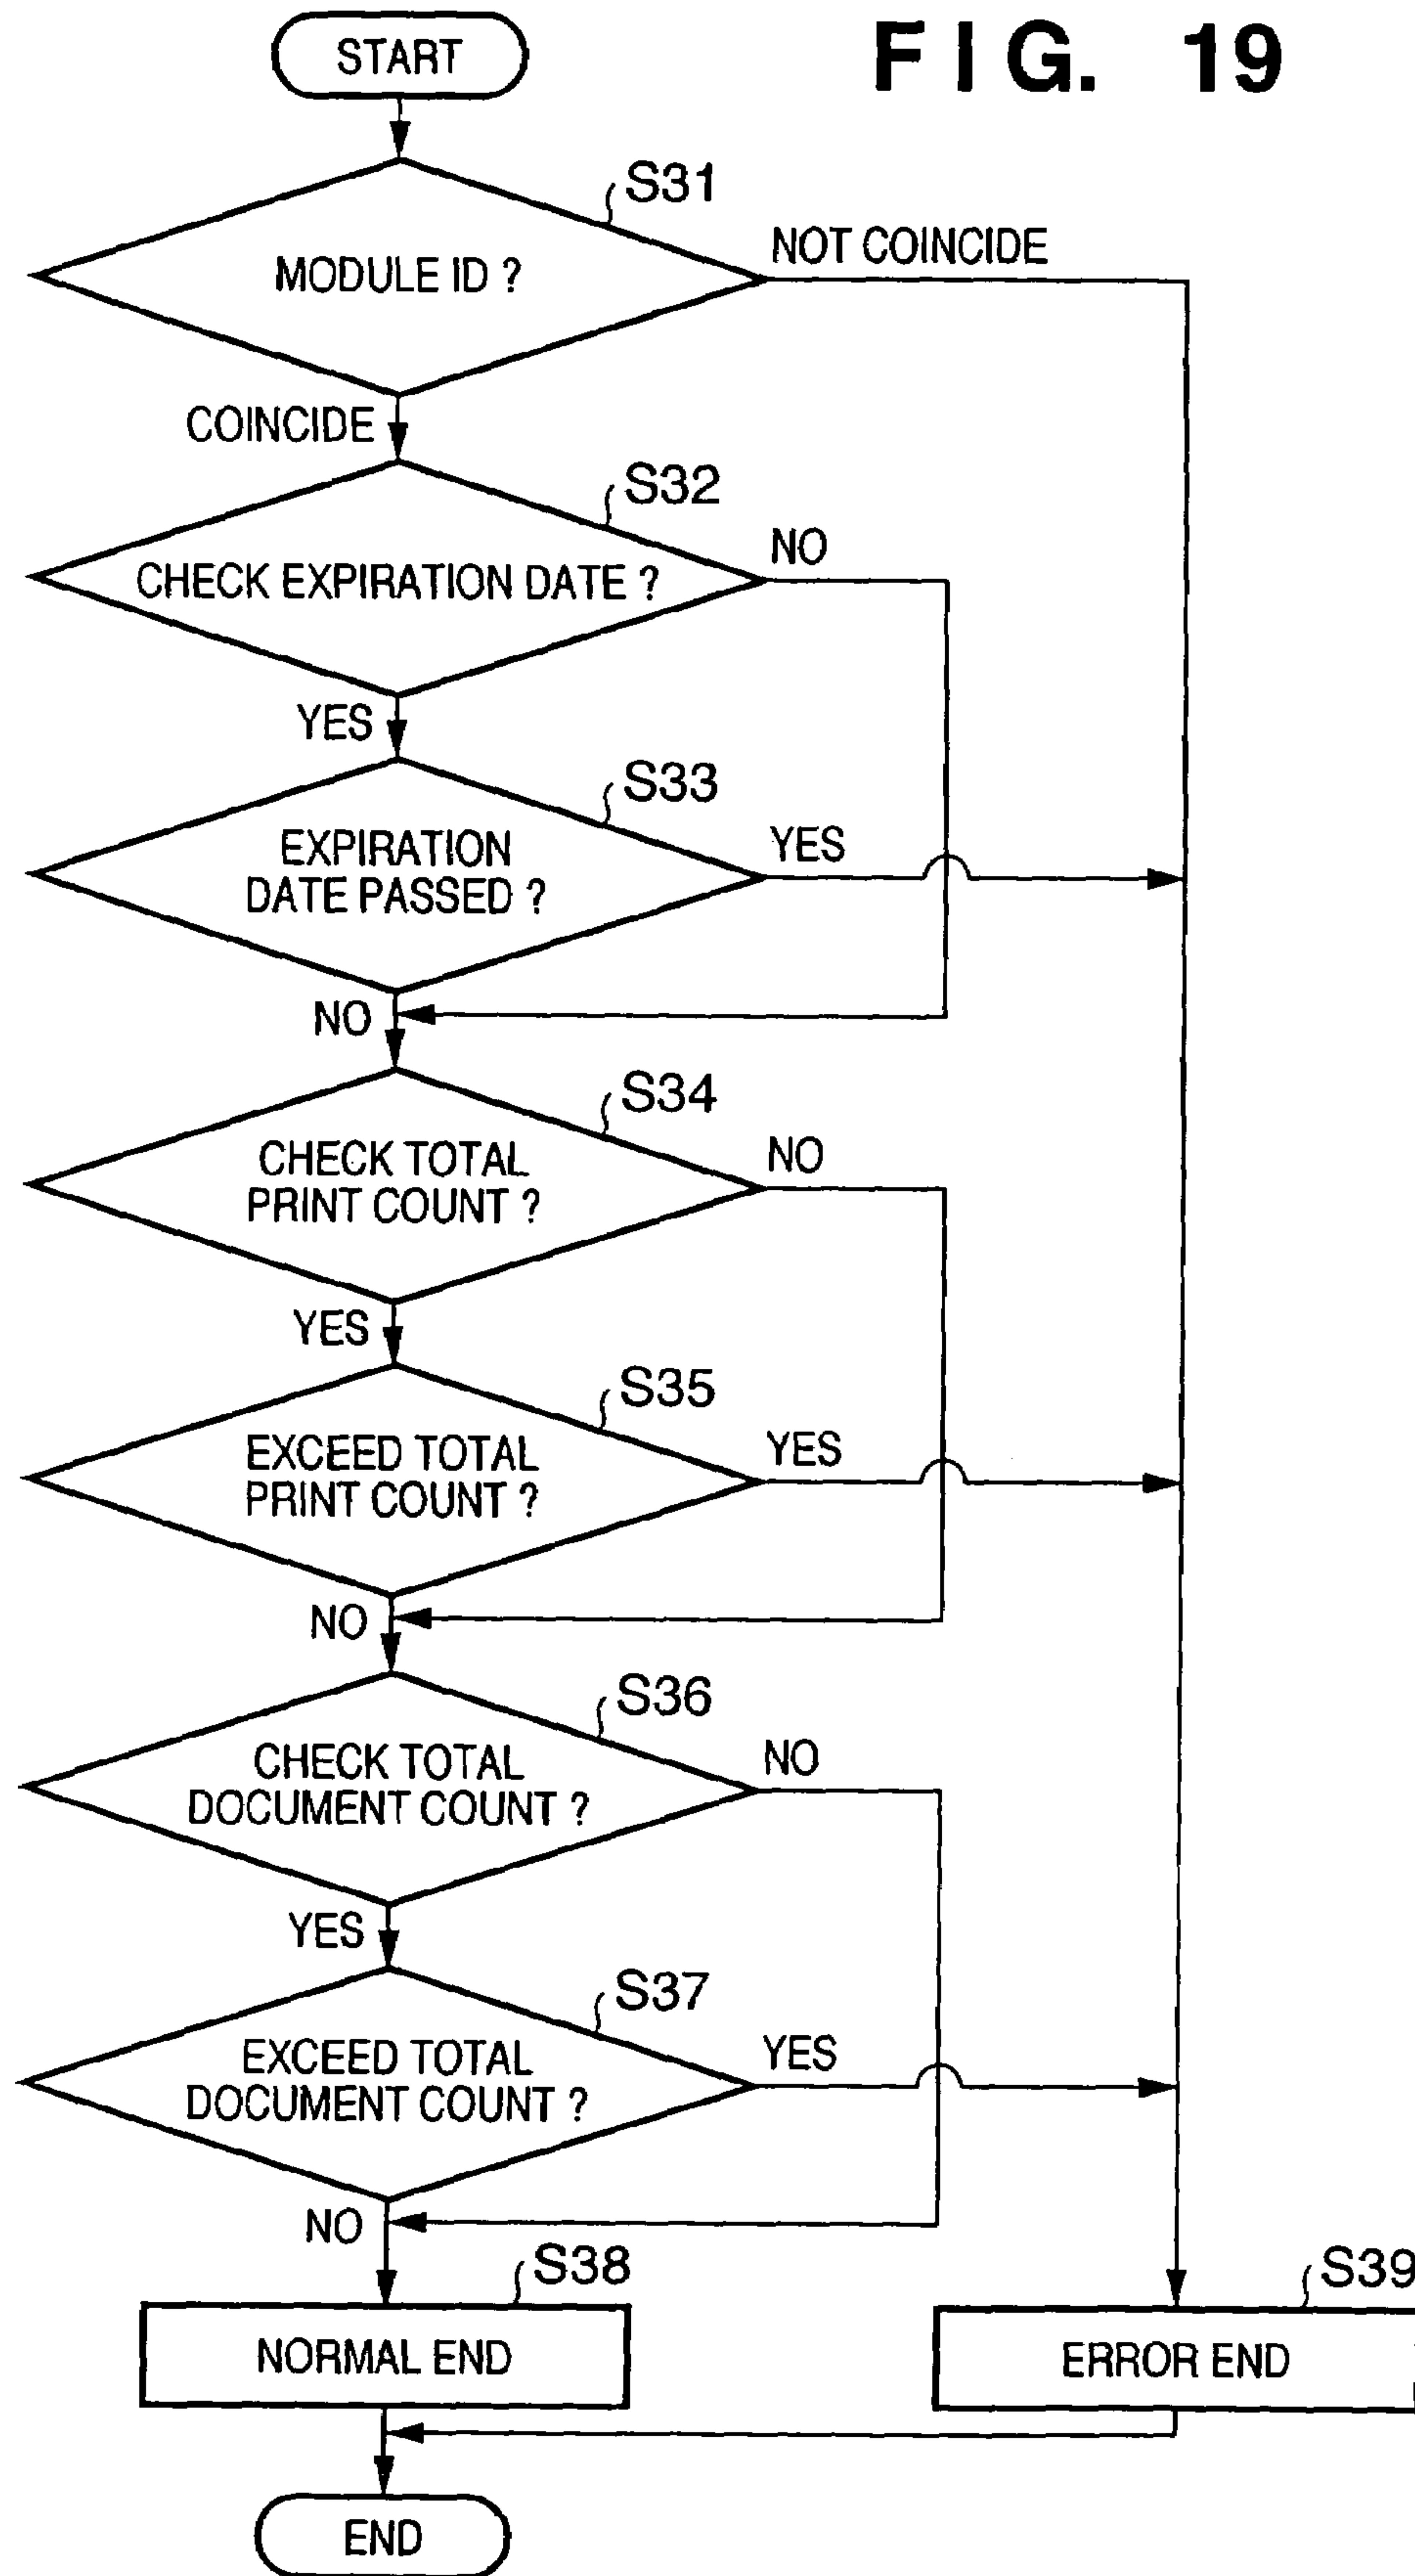 FIG. 19
START
S31
MODULE ID ?
NOT COINCIDE
COINCIDE
S32
CHECK EXPIRATION DATE ?
NO
YES
S33
EXPIRATION
DATE PASSED ?
YES
NO
S34
CHECK TOTAL
PRINT COUNT ?
NO
YES
S35
EXCEED TOTAL
PRINT COUNT ?
YES
NO
S36
CHECK TOTAL
DOCUMENT COUNT ?
NO
YES
S37
EXCEED TOTAL
DOCUMENT COUNT ?
YES
NO
S38
NORMAL END
S39
ERROR END
END